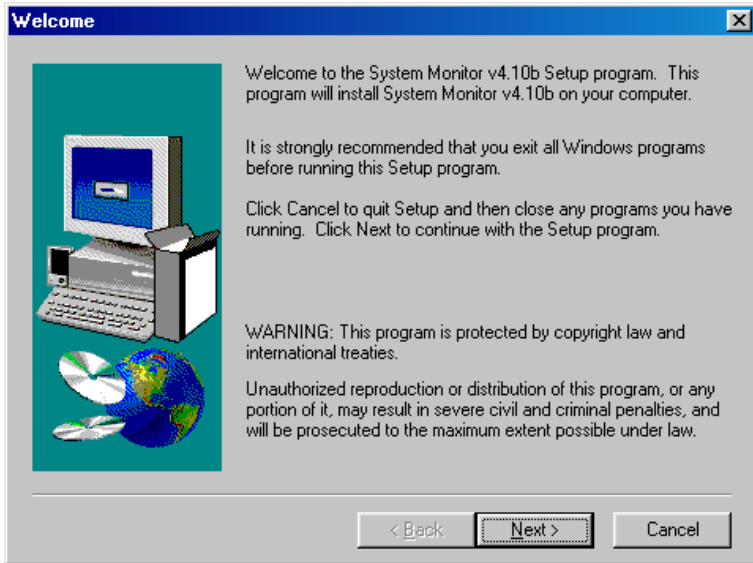 Welcome
Welcome to the System Monitor v4.10b Setup program.  This
program will install System Monitor v4.10b on your computer.
It is strongly recommended that you exit all Windows programs
before running this Setup program.
Click Cancel to quit Setup and then close any programs you have
running.  Click Next to continue with the Setup program.
WARNING: This program is protected by copyright law and
international treaties.
Unauthorized reproduction or distribution of this program, or any
portion of it, may result in severe civil and criminal penalties, and
will be prosecuted to the maximum extent possible under law.
< Back
Next >
Cancel